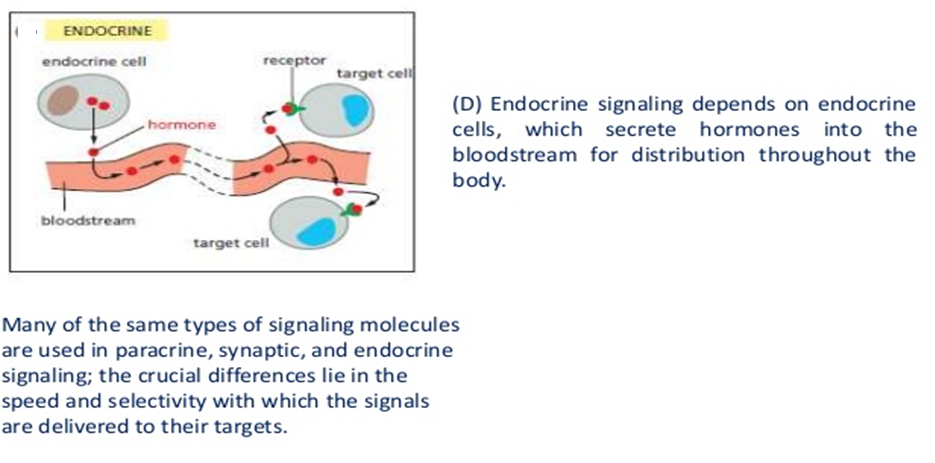 ENDOCRINE
endocrine cell
receptor
target cell
hormone
bloodstream
target cell
(D) Endocrine signaling depends on endocrine
cells, which secrete hormones into the
bloodstream for distribution throughout the
body.
Many of the same types of signaling molecules
are used in paracrine, synaptic, and endocrine
signaling; the crucial differences lie in the
speed and selectivity with which the signals
are delivered to their targets.